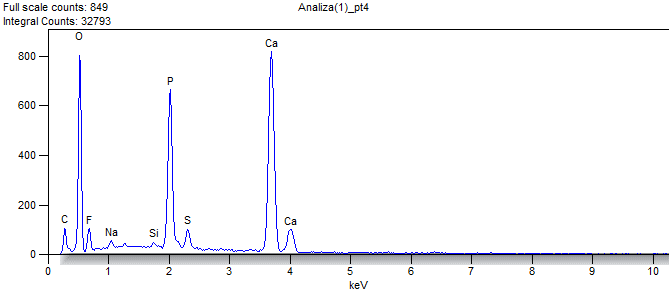 Full scale counts: 849
Analiza(1)_pt4
Integral Counts: 32793
O
Ca
800
P
600
400
200
C
F
Na
Si
S
Ca
0
0 1 2 3 4 5 6 7 8 9 10
keV